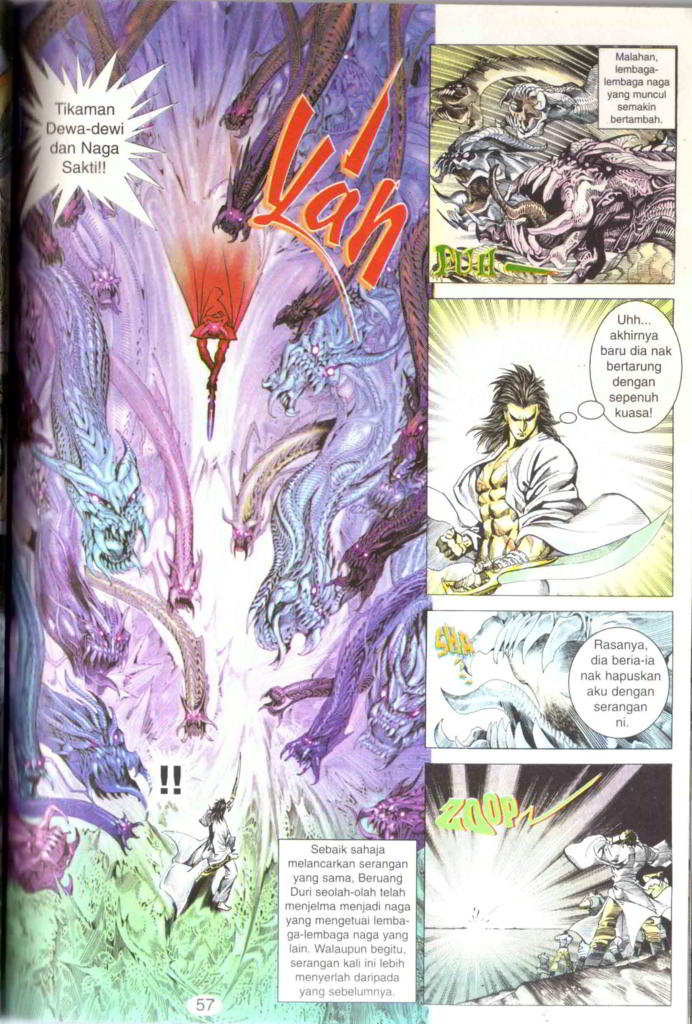 Tikaman
Dewa-dewi
dan Naga
Sakti!!
Yah
!!
Sebaik sahaja
melancarkan serangan
yang sama, Beruang
Duri seolah-olah telah
menjelma menjadi naga
yang mengetuai lemba-
ga-lembaga naga yang
lain. Walaupun begitu,
serangan kali ini lebih
menyerlah daripada
yang sebelumnya.
57
Malahan,
lembaga-
lembaga naga
yang muncul
semakin
bertambah.
Uhh...
akhirnya
baru dia nak
bertarung
dengan
sepenuh
kuasa!
Rasanya,
dia beria-ia
nak hapuskan
aku dengan
serangan
ni.
ZOOP